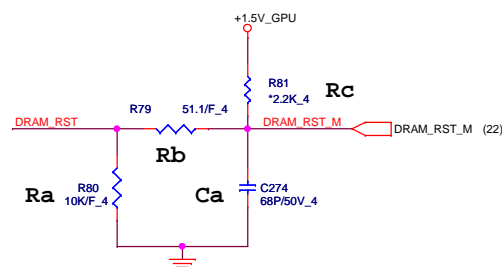 +1.5V_GPU
R81
*2.2K_4
Rc
R79
51.1/F_4
DRAM_RST
DRAM_RST_M
DRAM_RST_M (22)
Rb
Ra
R80
10K/F_4
Ca
C274
68P/50V_4